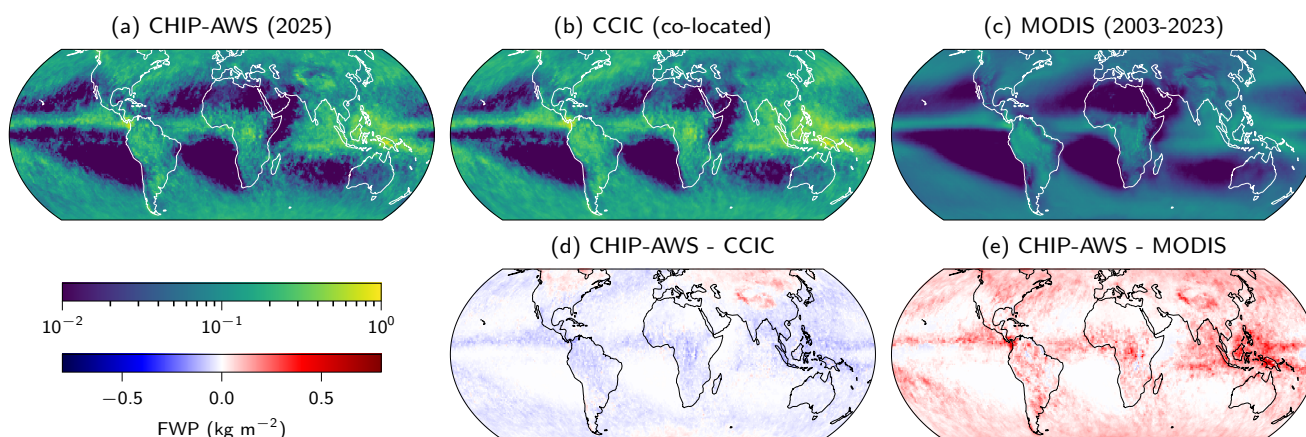 (a) CHIP-AWS (2025)
(b) CCIC (co-located)
(c) MODIS (2003-2023)
(d) CHIP-AWS - CCIC
(e) CHIP-AWS - MODIS
10⁻² 10⁻¹ 10⁰
−0.5 0.0 0.5
FWP (kg m⁻²)